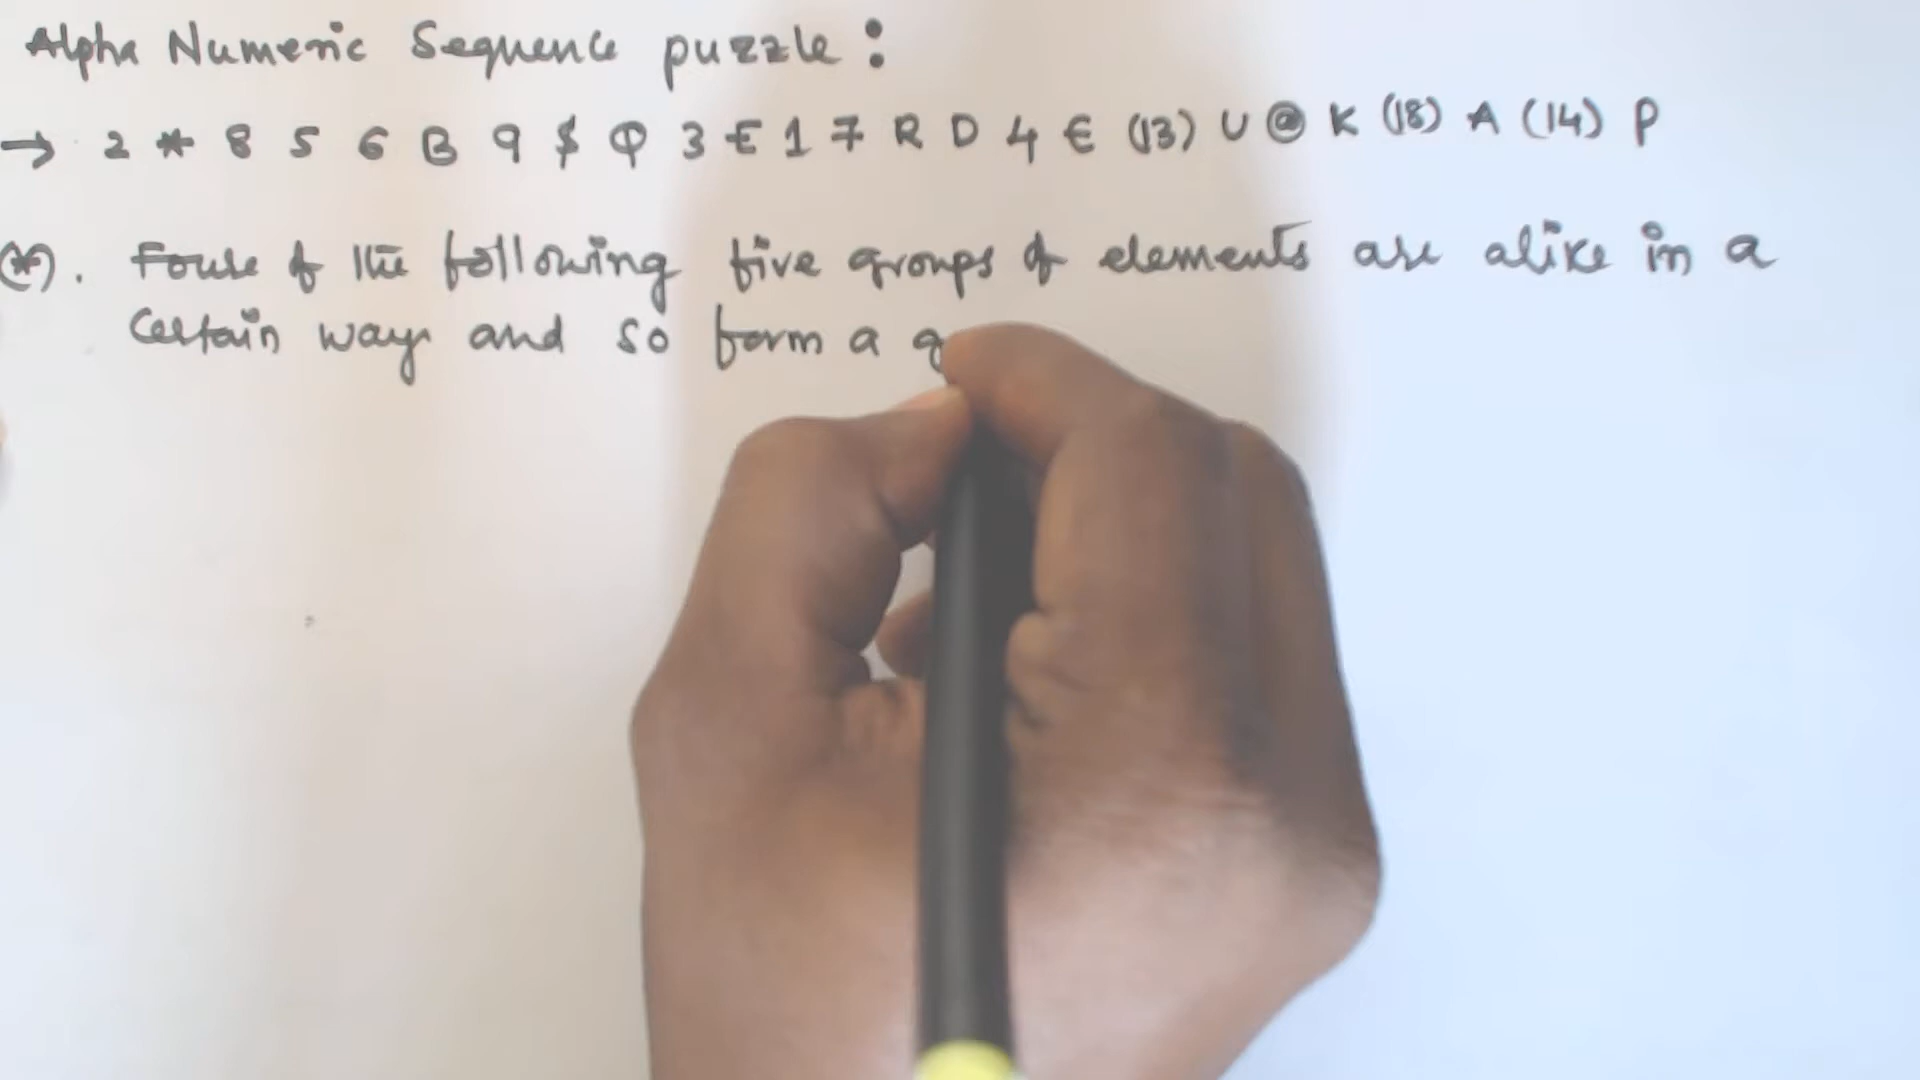 Alpha Numeric Sequence puzzle :
→ 2 * 8 5 6 B 9 $ Q 3 E 1 7 R D 4 € (13) U @ K (18) A (14) P
(*). Foure of the following five groups of elements are alike in a
Certain way and so form a g